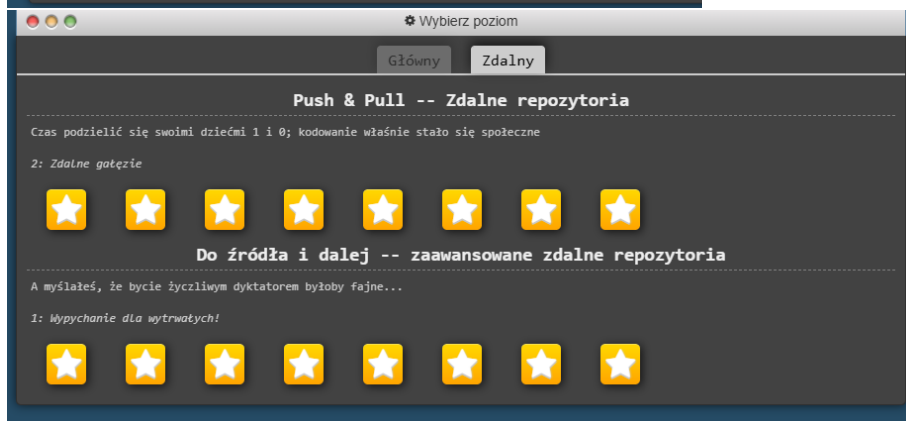 Wybierz poziom
Główny Zdalny
Push & Pull -- Zdalne repozytoria
Czas podzielić się swoimi dziećmi 1 i 0; kodowanie właśnie stało się społeczne
2: Zdalne gałęzie
Do źródła i dalej -- zaawansowane zdalne repozytoria
A myślałeś, że bycie życzliwym dyktatorem byłoby fajne...
1: Wypychanie dla wytrwałych!